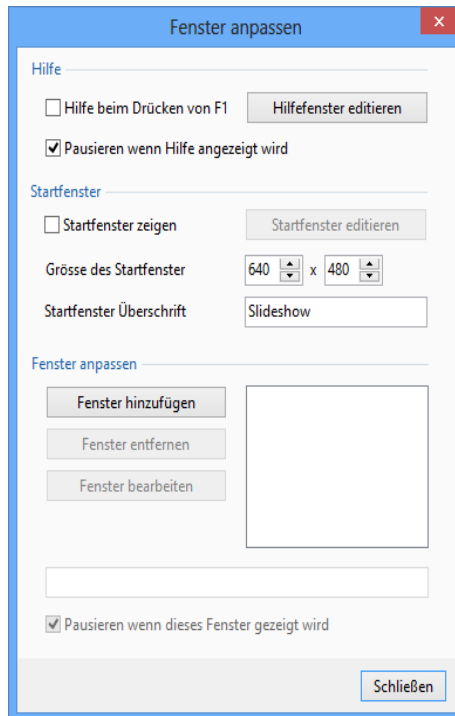 Fenster anpassen
x
Hilfe
Hilfe beim Drücken von F1 Hilfefenster editieren
Pausieren wenn Hilfe angezeigt wird
Startfenster
Startfenster zeigen Startfenster editieren
Grösse des Startfenster 640 x 480
Startfenster Überschrift Slideshow
Fenster anpassen
Fenster hinzufügen
Fenster entfernen
Fenster bearbeiten
Pausieren wenn dieses Fenster gezeigt wird
Schließen